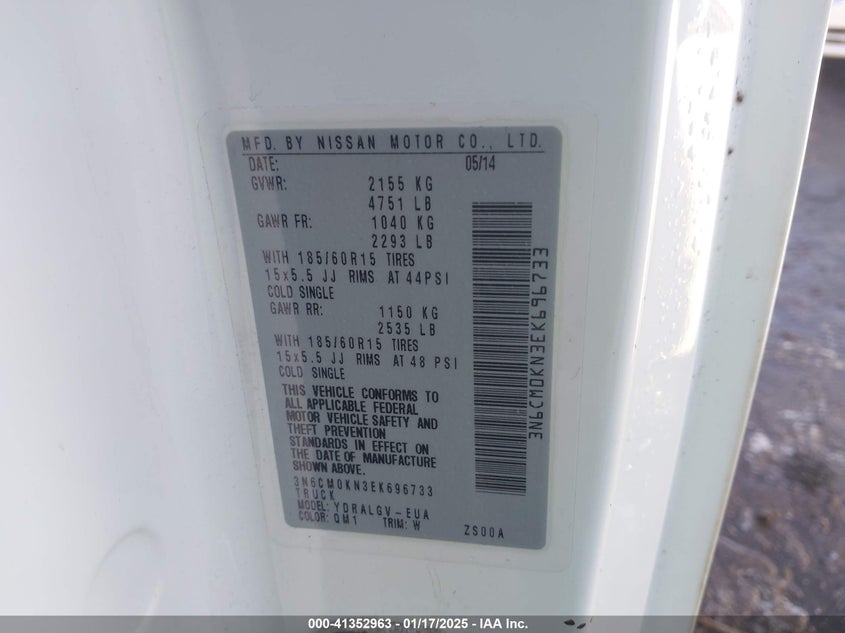 MFD. BY NISSAN MOTOR CO., LTD.
DATE: 05/14
GVWR: 2155 KG
4751 LB
GAWR FR: 1040 KG
2293 LB
WITH 185/60R15 TIRES
15x5.5 JJ RIMS AT 44PSI
COLD SINGLE
GAWR RR: 1150 KG
2535 LB
WITH 185/60R15 TIRES
15x5.5 JJ RIMS AT 48 PSI
COLD SINGLE
THIS VEHICLE CONFORMS TO
ALL APPLICABLE FEDERAL
MOTOR VEHICLE SAFETY AND
THEFT PREVENTION
STANDARDS IN EFFECT ON
THE DATE OF MANUFACTURE
SHOWN ABOVE.
3N6CM0KN3EK696733
TRUCK
MODEL: YDRALGV-EUA
COLOR: QM1 TRIM: W ZS00A
3N6CM0KN3EK696733
000-41352963 - 01/17/2025 - IAA Inc.